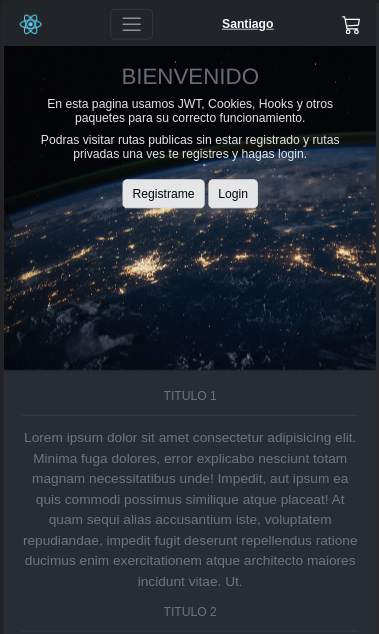 Santiago
BIENVENIDO
En esta pagina usamos JWT, Cookies, Hooks y otros
paquetes para su correcto funcionamiento.
Podras visitar rutas publicas sin estar registrado y rutas
privadas una ves te registres y hagas login.
Registrame Login
TITULO 1
Lorem ipsum dolor sit amet consectetur adipisicing elit.
Minima fuga dolores, error explicabo nesciunt totam
magnam necessitatibus unde! Impedit, aut ipsum ea
quis commodi possimus similique atque placeat! At
quam sequi alias accusantium iste, voluptatem
repudiandae, impedit fugit deserunt repellendus ratione
ducimus enim exercitationem atque architecto maiores
incidunt vitae. Ut.
TITULO 2